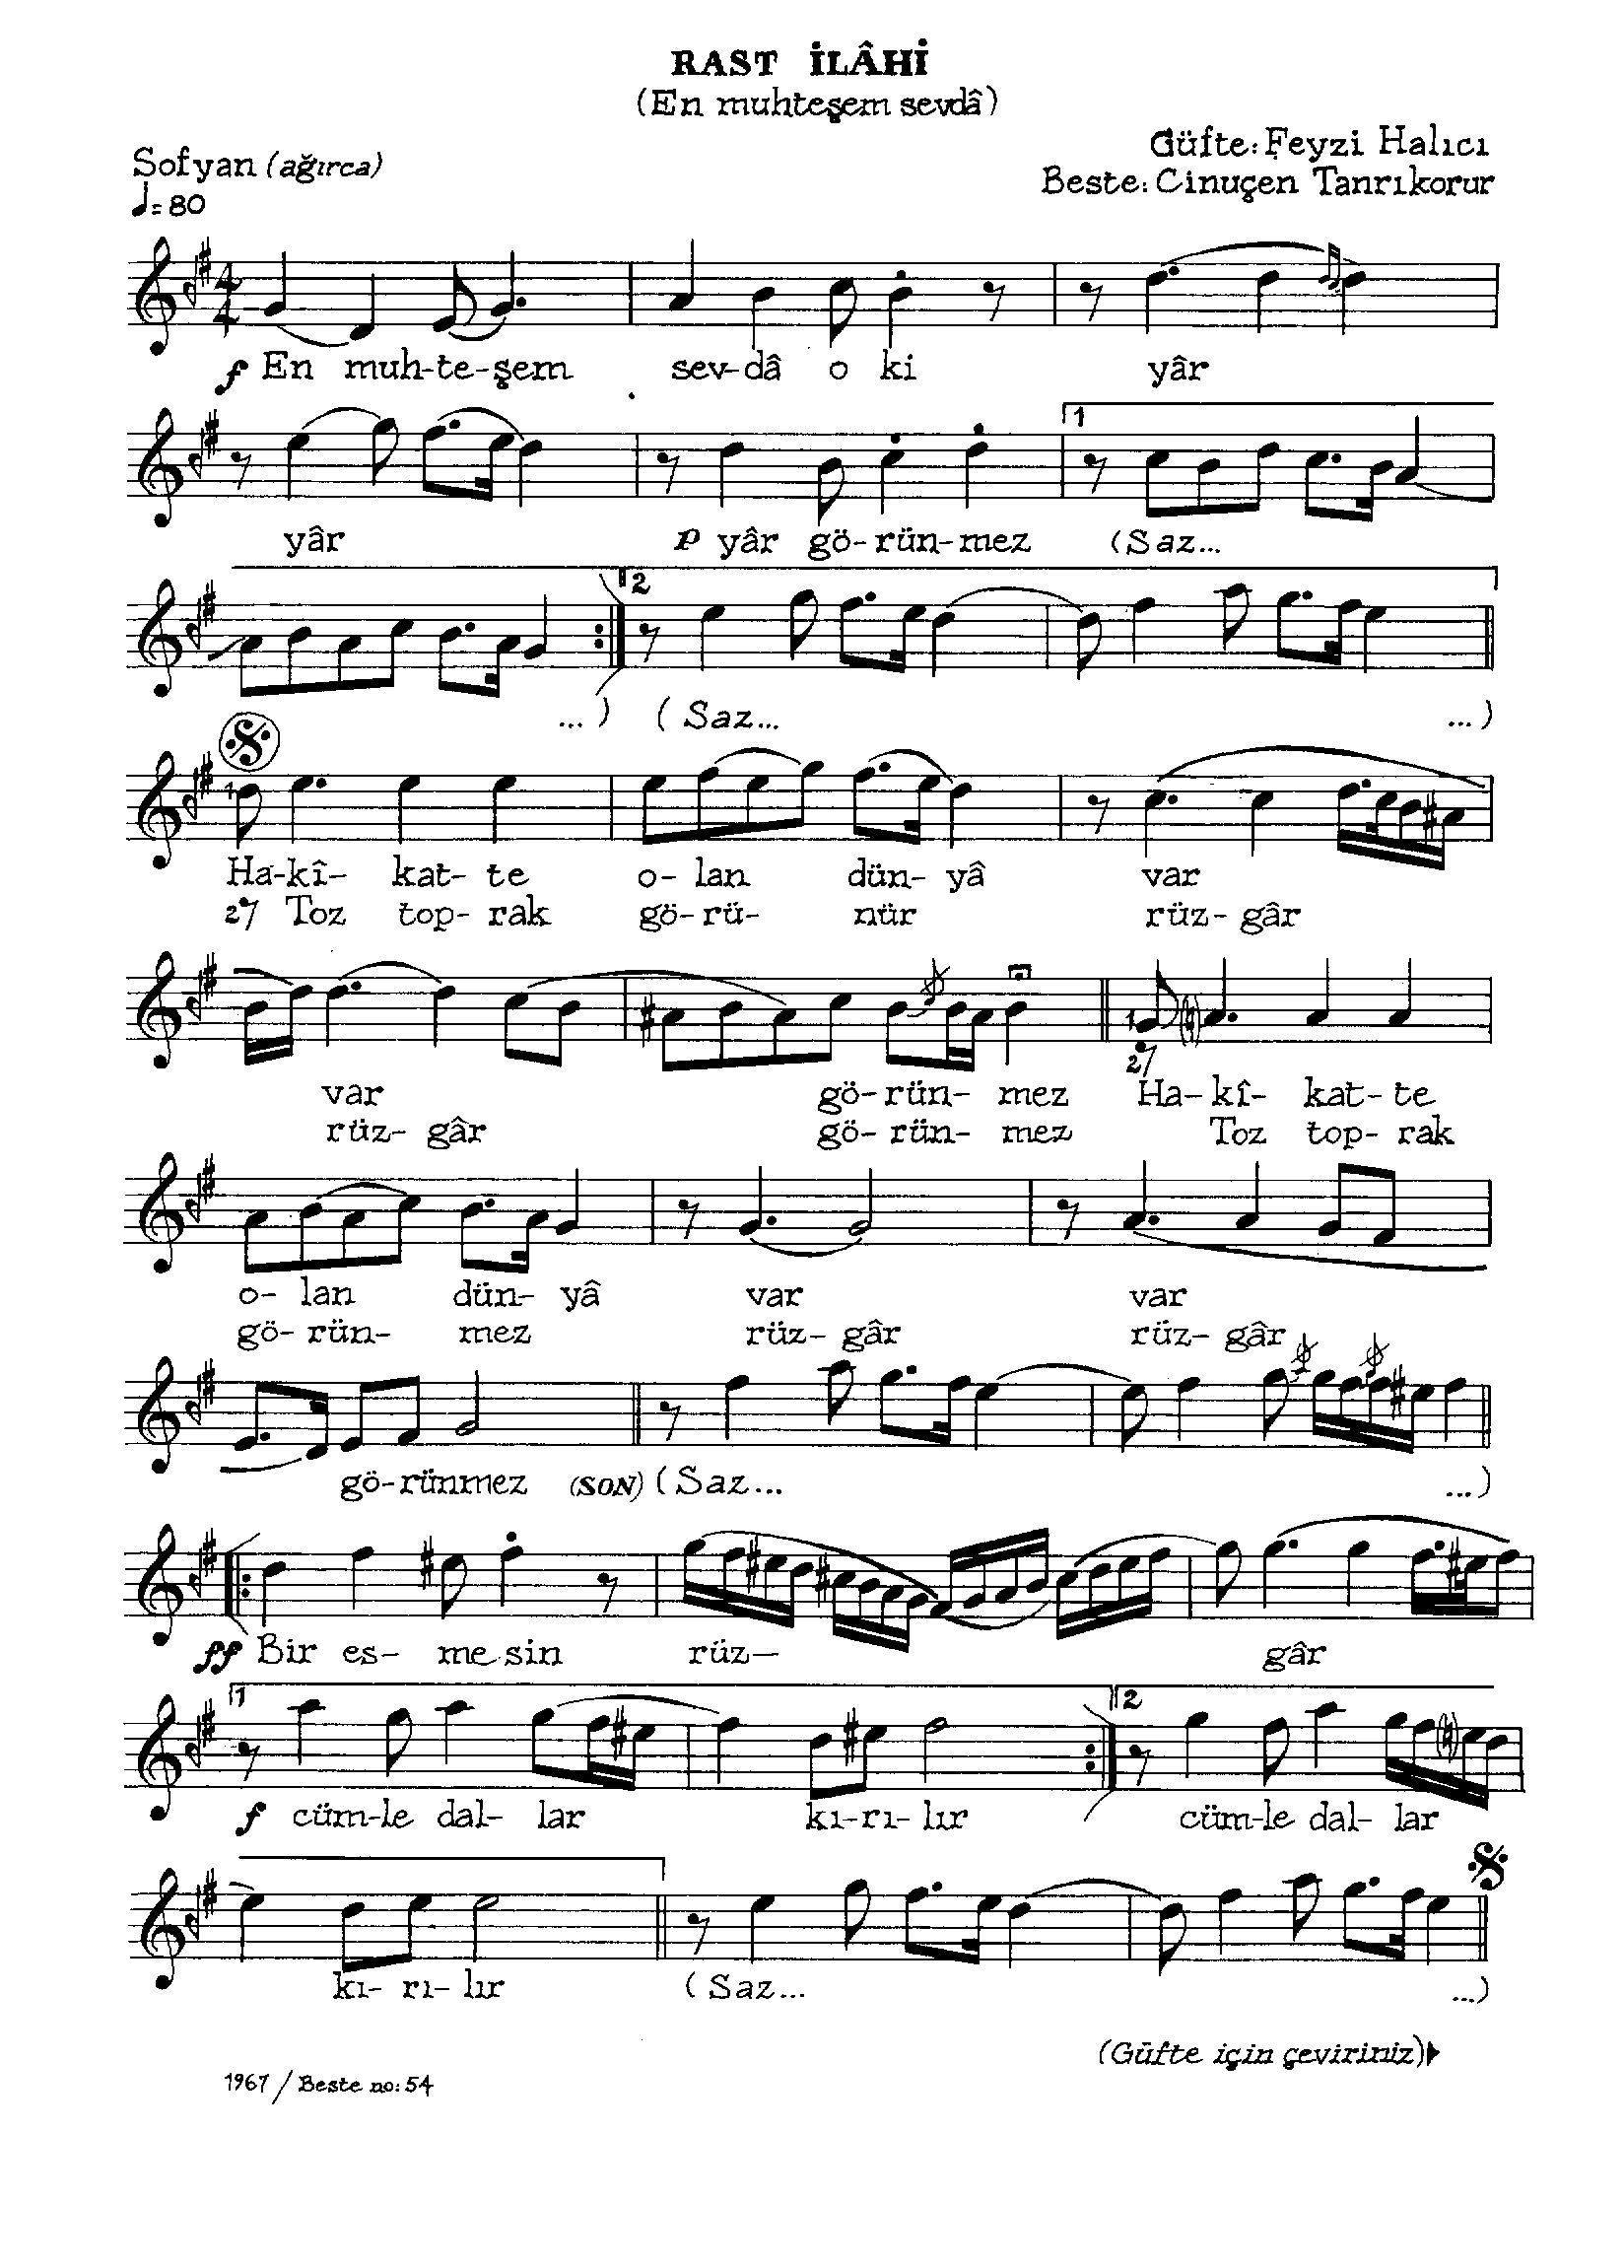 RAST İLÂHİ
(En muhteşem sevdâ)
Güfte: Feyzi Halıcı
Sofyan (ağırca)
Beste: Cinuçen Tanrıkorur
♩=80
4/4
f En muh-te-şem sev-dâ o ki yâr
1
yâr p yâr gö-rün-mez (Saz...
2
...) (Saz... ...)
1
Ha-kî- kat- te o- lan dün- yâ var
2 Toz top- rak gö-rü- nür rüz- gâr
1
2
var gö-rün- mez Ha- kî- kat- te
rüz- gâr gö- rün- mez Toz top- rak
o- lan dün- yâ var var
gö- rün- mez rüz- gâr rüz- gâr
gö-rünmez (SON) (Saz... ...)
ff Bir es- me sin rüz- gâr
1 2
f cüm-le dal- lar kı-rı- lır cüm-le dal- lar
kı- rı- lır (Saz... ...)
(Güfte için çeviriniz)
1967 / Beste no: 54